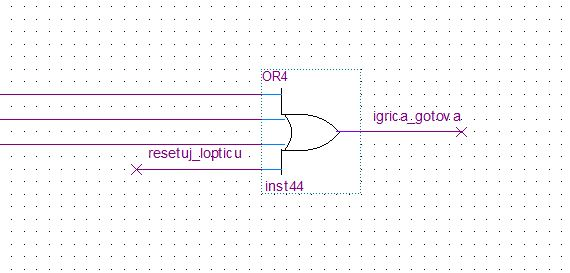 OR4
igrica_gotova
resetuj_lopticu
inst44